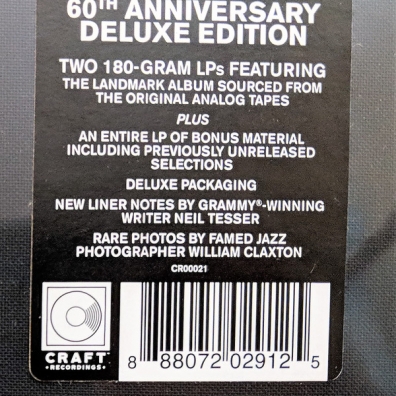 60TH ANNIVERSARY
DELUXE EDITION
TWO 180-GRAM LPs FEATURING
THE LANDMARK ALBUM SOURCED FROM
THE ORIGINAL ANALOG TAPES
PLUS
AN ENTIRE LP OF BONUS MATERIAL
INCLUDING PREVIOUSLY UNRELEASED
SELECTIONS
DELUXE PACKAGING
NEW LINER NOTES BY GRAMMY®-WINNING
WRITER NEIL TESSER
RARE PHOTOS BY FAMED JAZZ
PHOTOGRAPHER WILLIAM CLAXTON
CR00021
CRAFT
•RECORDINGS•
8 88072 02912 5